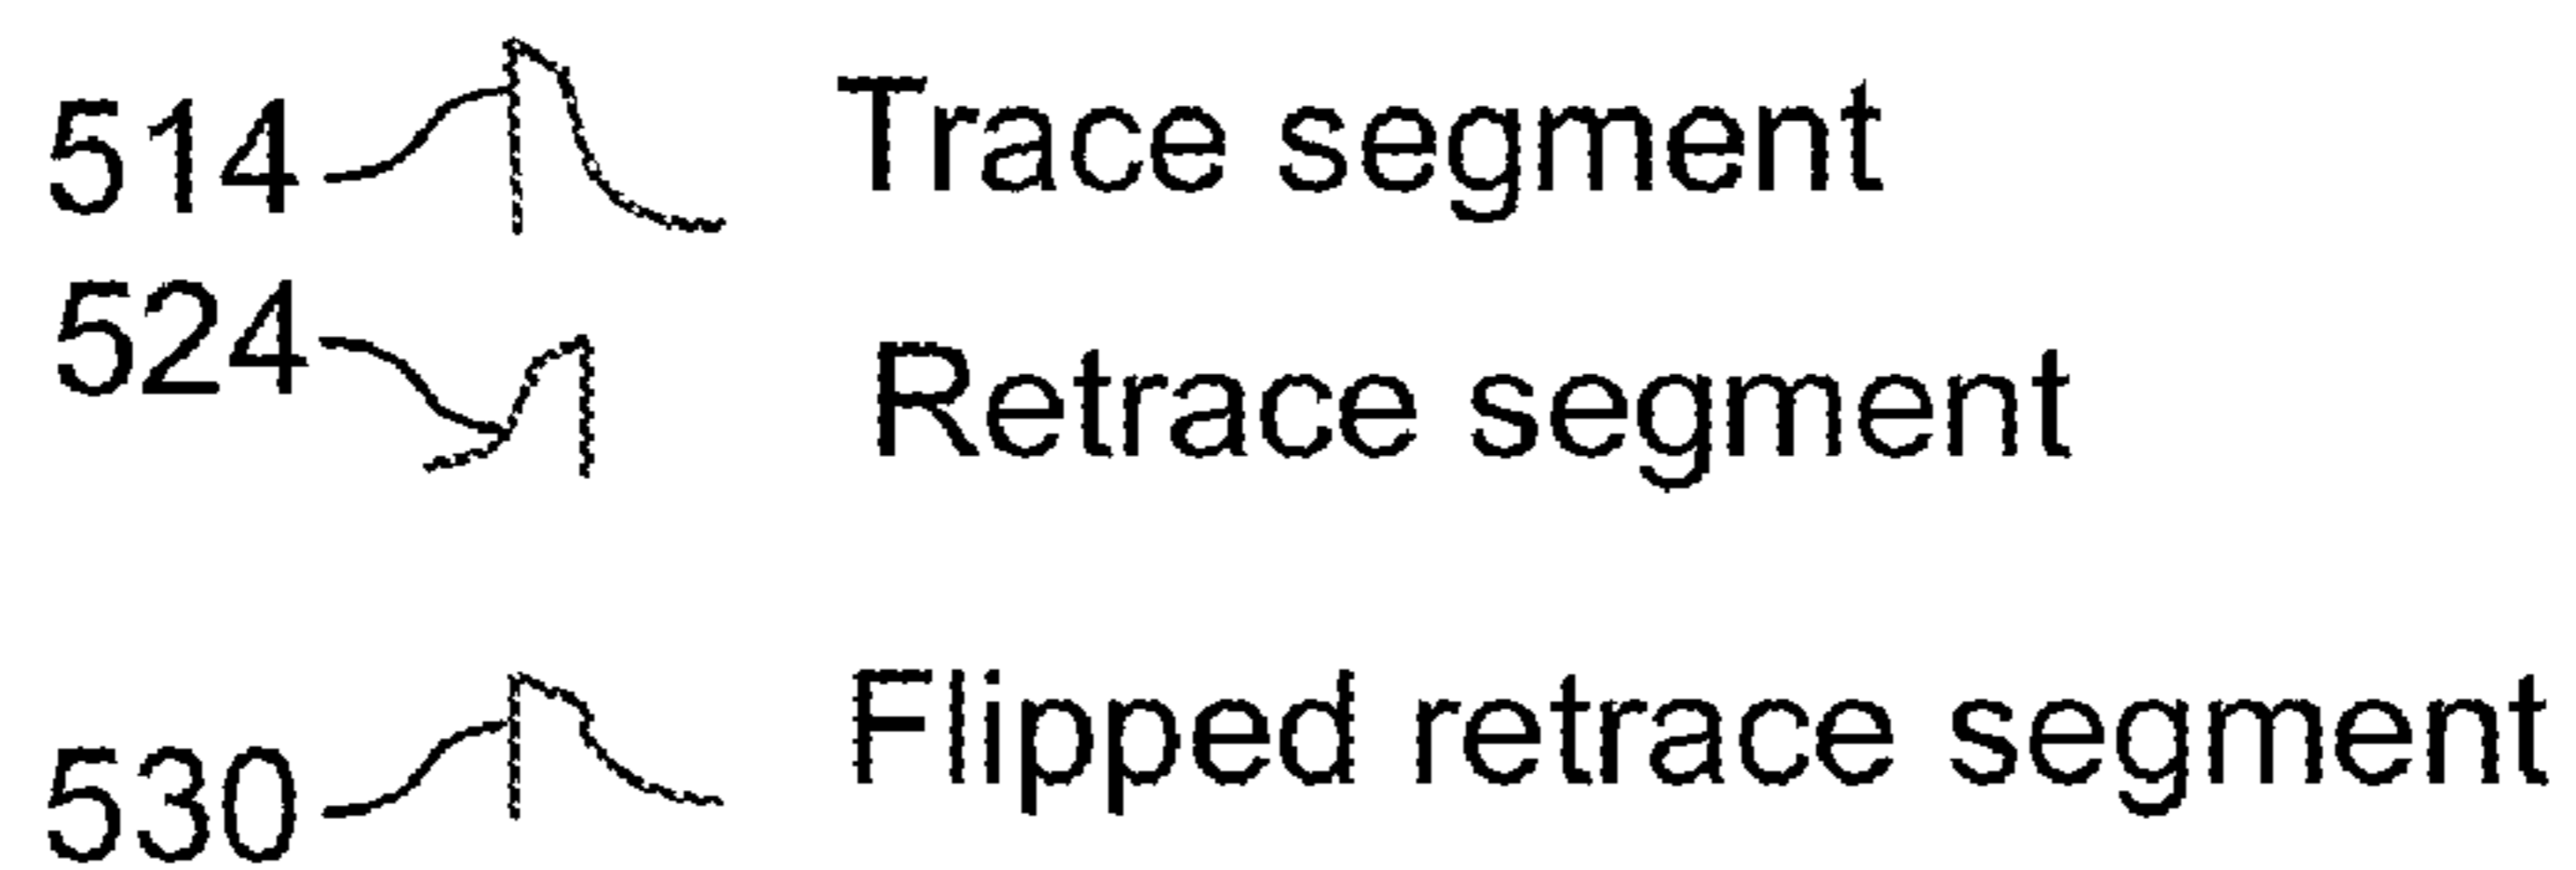 514 Trace segment
524 Retrace segment
530 Flipped retrace segment